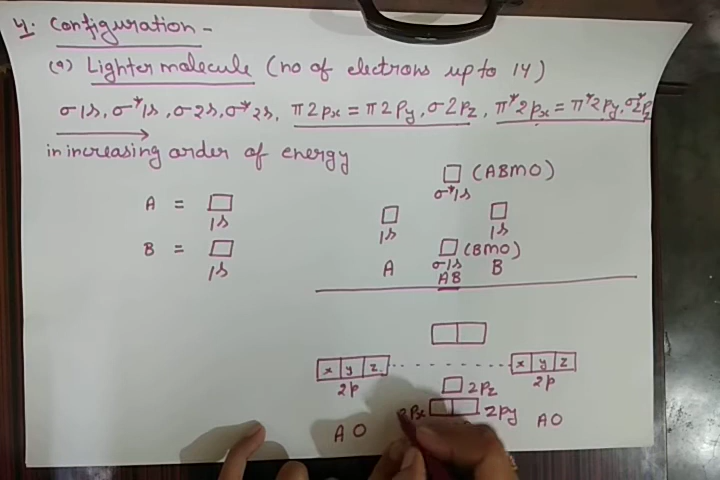 4. Configuration -
(a) Lighter molecule (no of electrons up to 14)
σ1s, σ*1s, σ2s, σ*2s, π2px = π2py, σ2pz, π*2px = π*2py, σ*2pz
in increasing order of energy
□ (ABMO)
σ*1s
A = □
1s
□ □
1s 1s
B = □
1s
□ (BMO)
σ1s
A B
AB
x y z x y z
2p 2p
2pz
2px 2py
AO AO